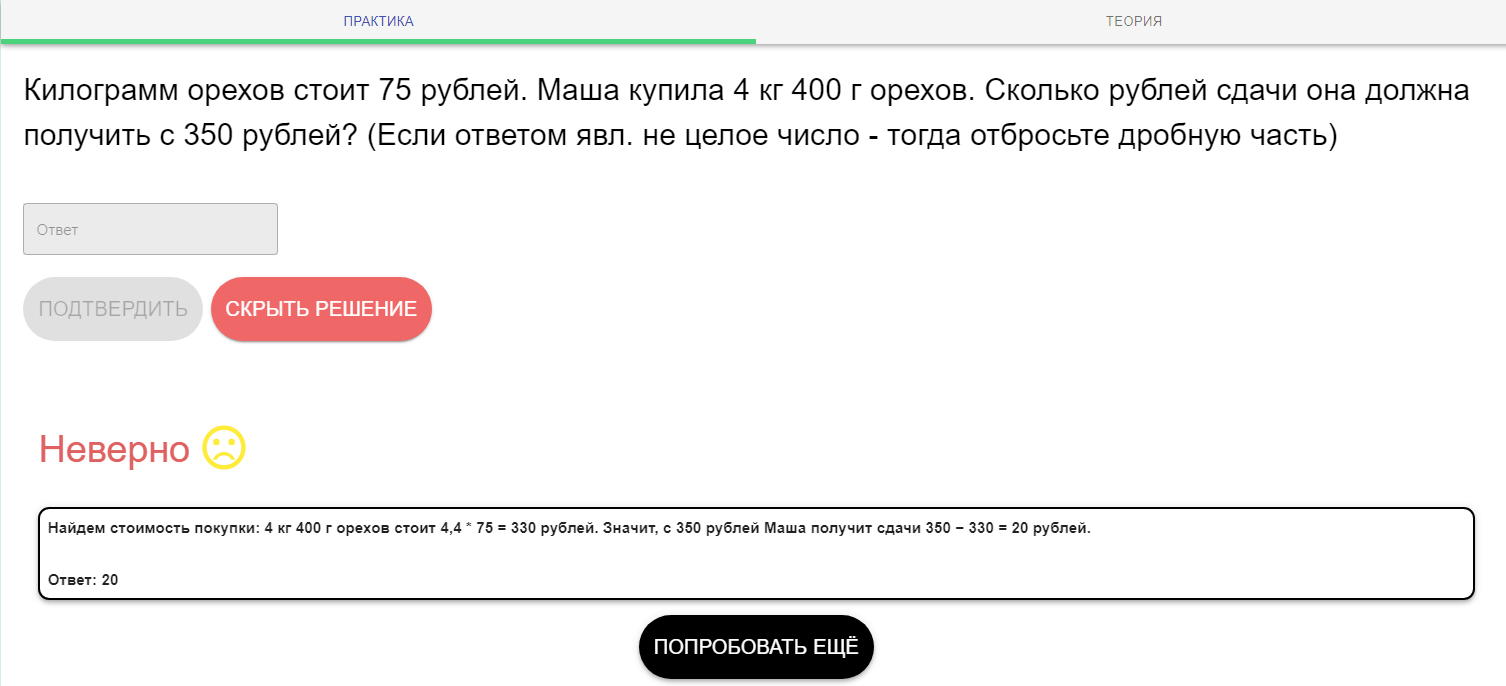 ПРАКТИКА
ТЕОРИЯ
Килограмм орехов стоит 75 рублей. Маша купила 4 кг 400 г орехов. Сколько рублей сдачи она должна
получить с 350 рублей? (Если ответом явл. не целое число - тогда отбросьте дробную часть)
Ответ
ПОДТВЕРДИТЬ
СКРЫТЬ РЕШЕНИЕ
Неверно
Найдем стоимость покупки: 4 кг 400 г орехов стоит 4,4 * 75 = 330 рублей. Значит, с 350 рублей Маша получит сдачи 350 − 330 = 20 рублей.
Ответ: 20
ПОПРОБОВАТЬ ЕЩЁ